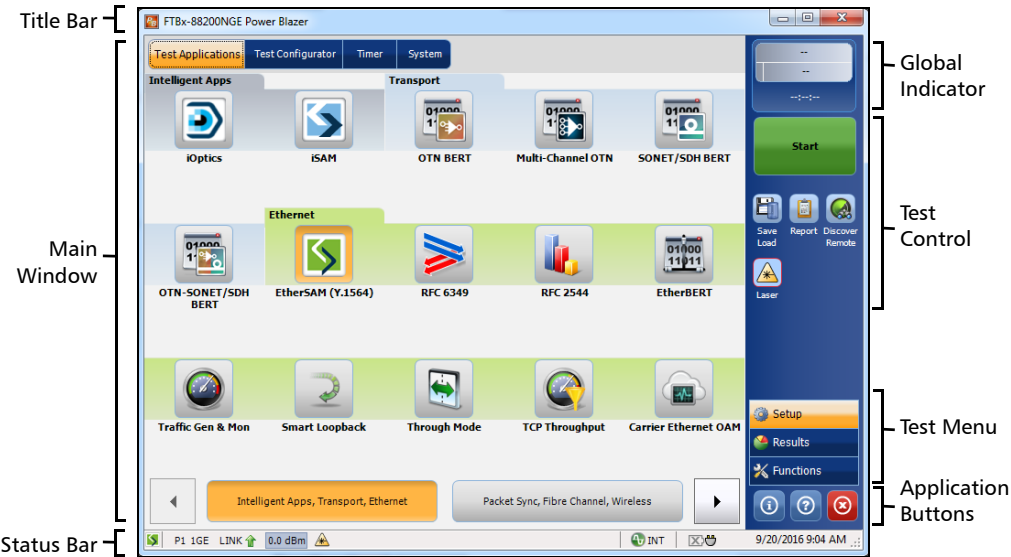 Title Bar
FTBx-88200NGE Power Blazer
Test Applications
Test Configurator
Timer
System
Intelligent Apps
Transport
iOptics
iSAM
OTN BERT
Multi-Channel OTN
SONET/SDH BERT
Ethernet
OTN-SONET/SDH
BERT
EtherSAM (Y.1564)
RFC 6349
RFC 2544
01000
11011
EtherBERT
Traffic Gen & Mon
Smart Loopback
Through Mode
TCP Throughput
Carrier Ethernet OAM
Intelligent Apps, Transport, Ethernet
Packet Sync, Fibre Channel, Wireless
Main
Window
--
--
--:--:--
Global
Indicator
Start
Save
Load
Report
Discover
Remote
Laser
Test
Control
Setup
Results
Functions
Test Menu
Application
Buttons
Status Bar
P1 1GE
LINK
0.0 dBm
INT
9/20/2016 9:04 AM